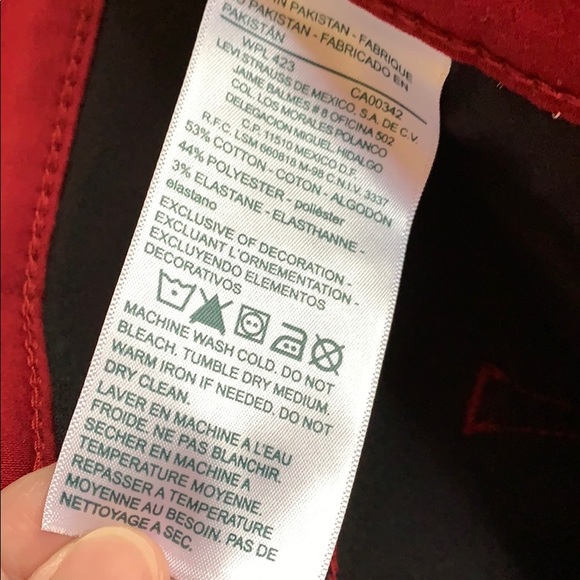 IN PAKISTAN - FABRIQUE
PAKISTAN - FABRICADO EN
PAKISTÁN
WPL 423 CA00342
LEVI STRAUSS DE MEXICO, S.A. DE C.V.
JAIME BALMES # 8 OFICINA 502
COL. LOS MORALES POLANCO
DELEGACION MIGUEL HIDALGO
C.P. 11510 MEXICO D.F.
R.F.C. LSM 660818 M-98 C.N.I.V. 3337
53% COTTON - COTON - ALGODÓN
44% POLYESTER - poliéster
3% ELASTANE - ELASTHANNE -
elastano
EXCLUSIVE OF DECORATION -
EXCLUANT L'ORNEMENTATION -
EXCLUYENDO ELEMENTOS
DECORATIVOS
MACHINE WASH COLD. DO NOT
BLEACH. TUMBLE DRY MEDIUM.
WARM IRON IF NEEDED. DO NOT
DRY CLEAN.
LAVER EN MACHINE A L'EAU
FROIDE. NE PAS BLANCHIR.
SECHER EN MACHINE A
TEMPERATURE MOYENNE.
REPASSER A TEMPERATURE
MOYENNE AU BESOIN. PAS DE
NETTOYAGE A SEC.